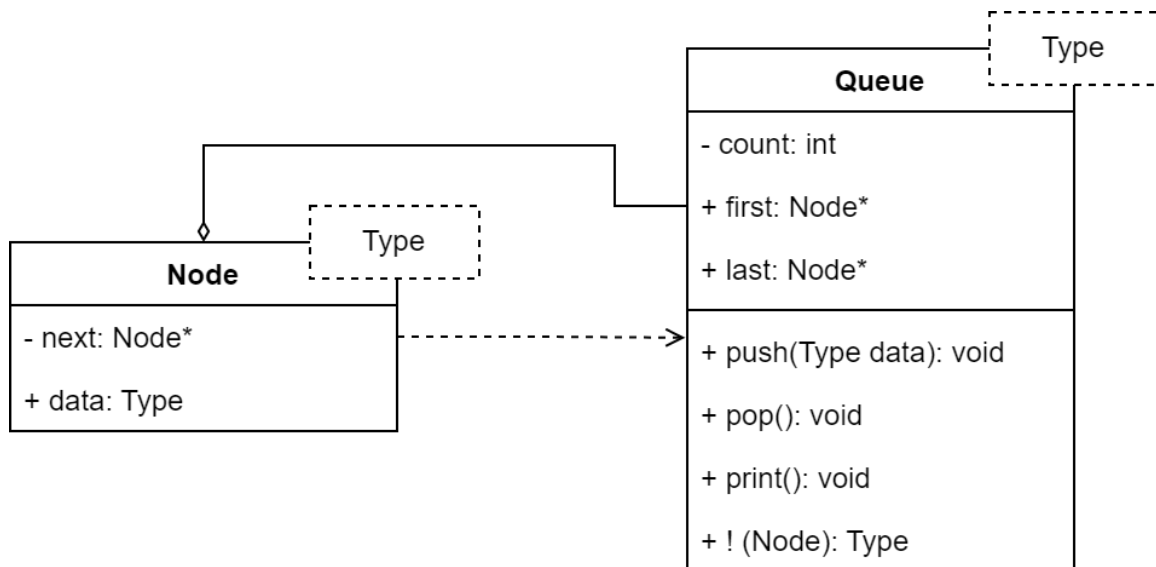 Type
Queue
- count: int
+ first: Node*
+ last: Node*
+ push(Type data): void
+ pop(): void
+ print(): void
+ ! (Node): Type
Type
Node
- next: Node*
+ data: Type